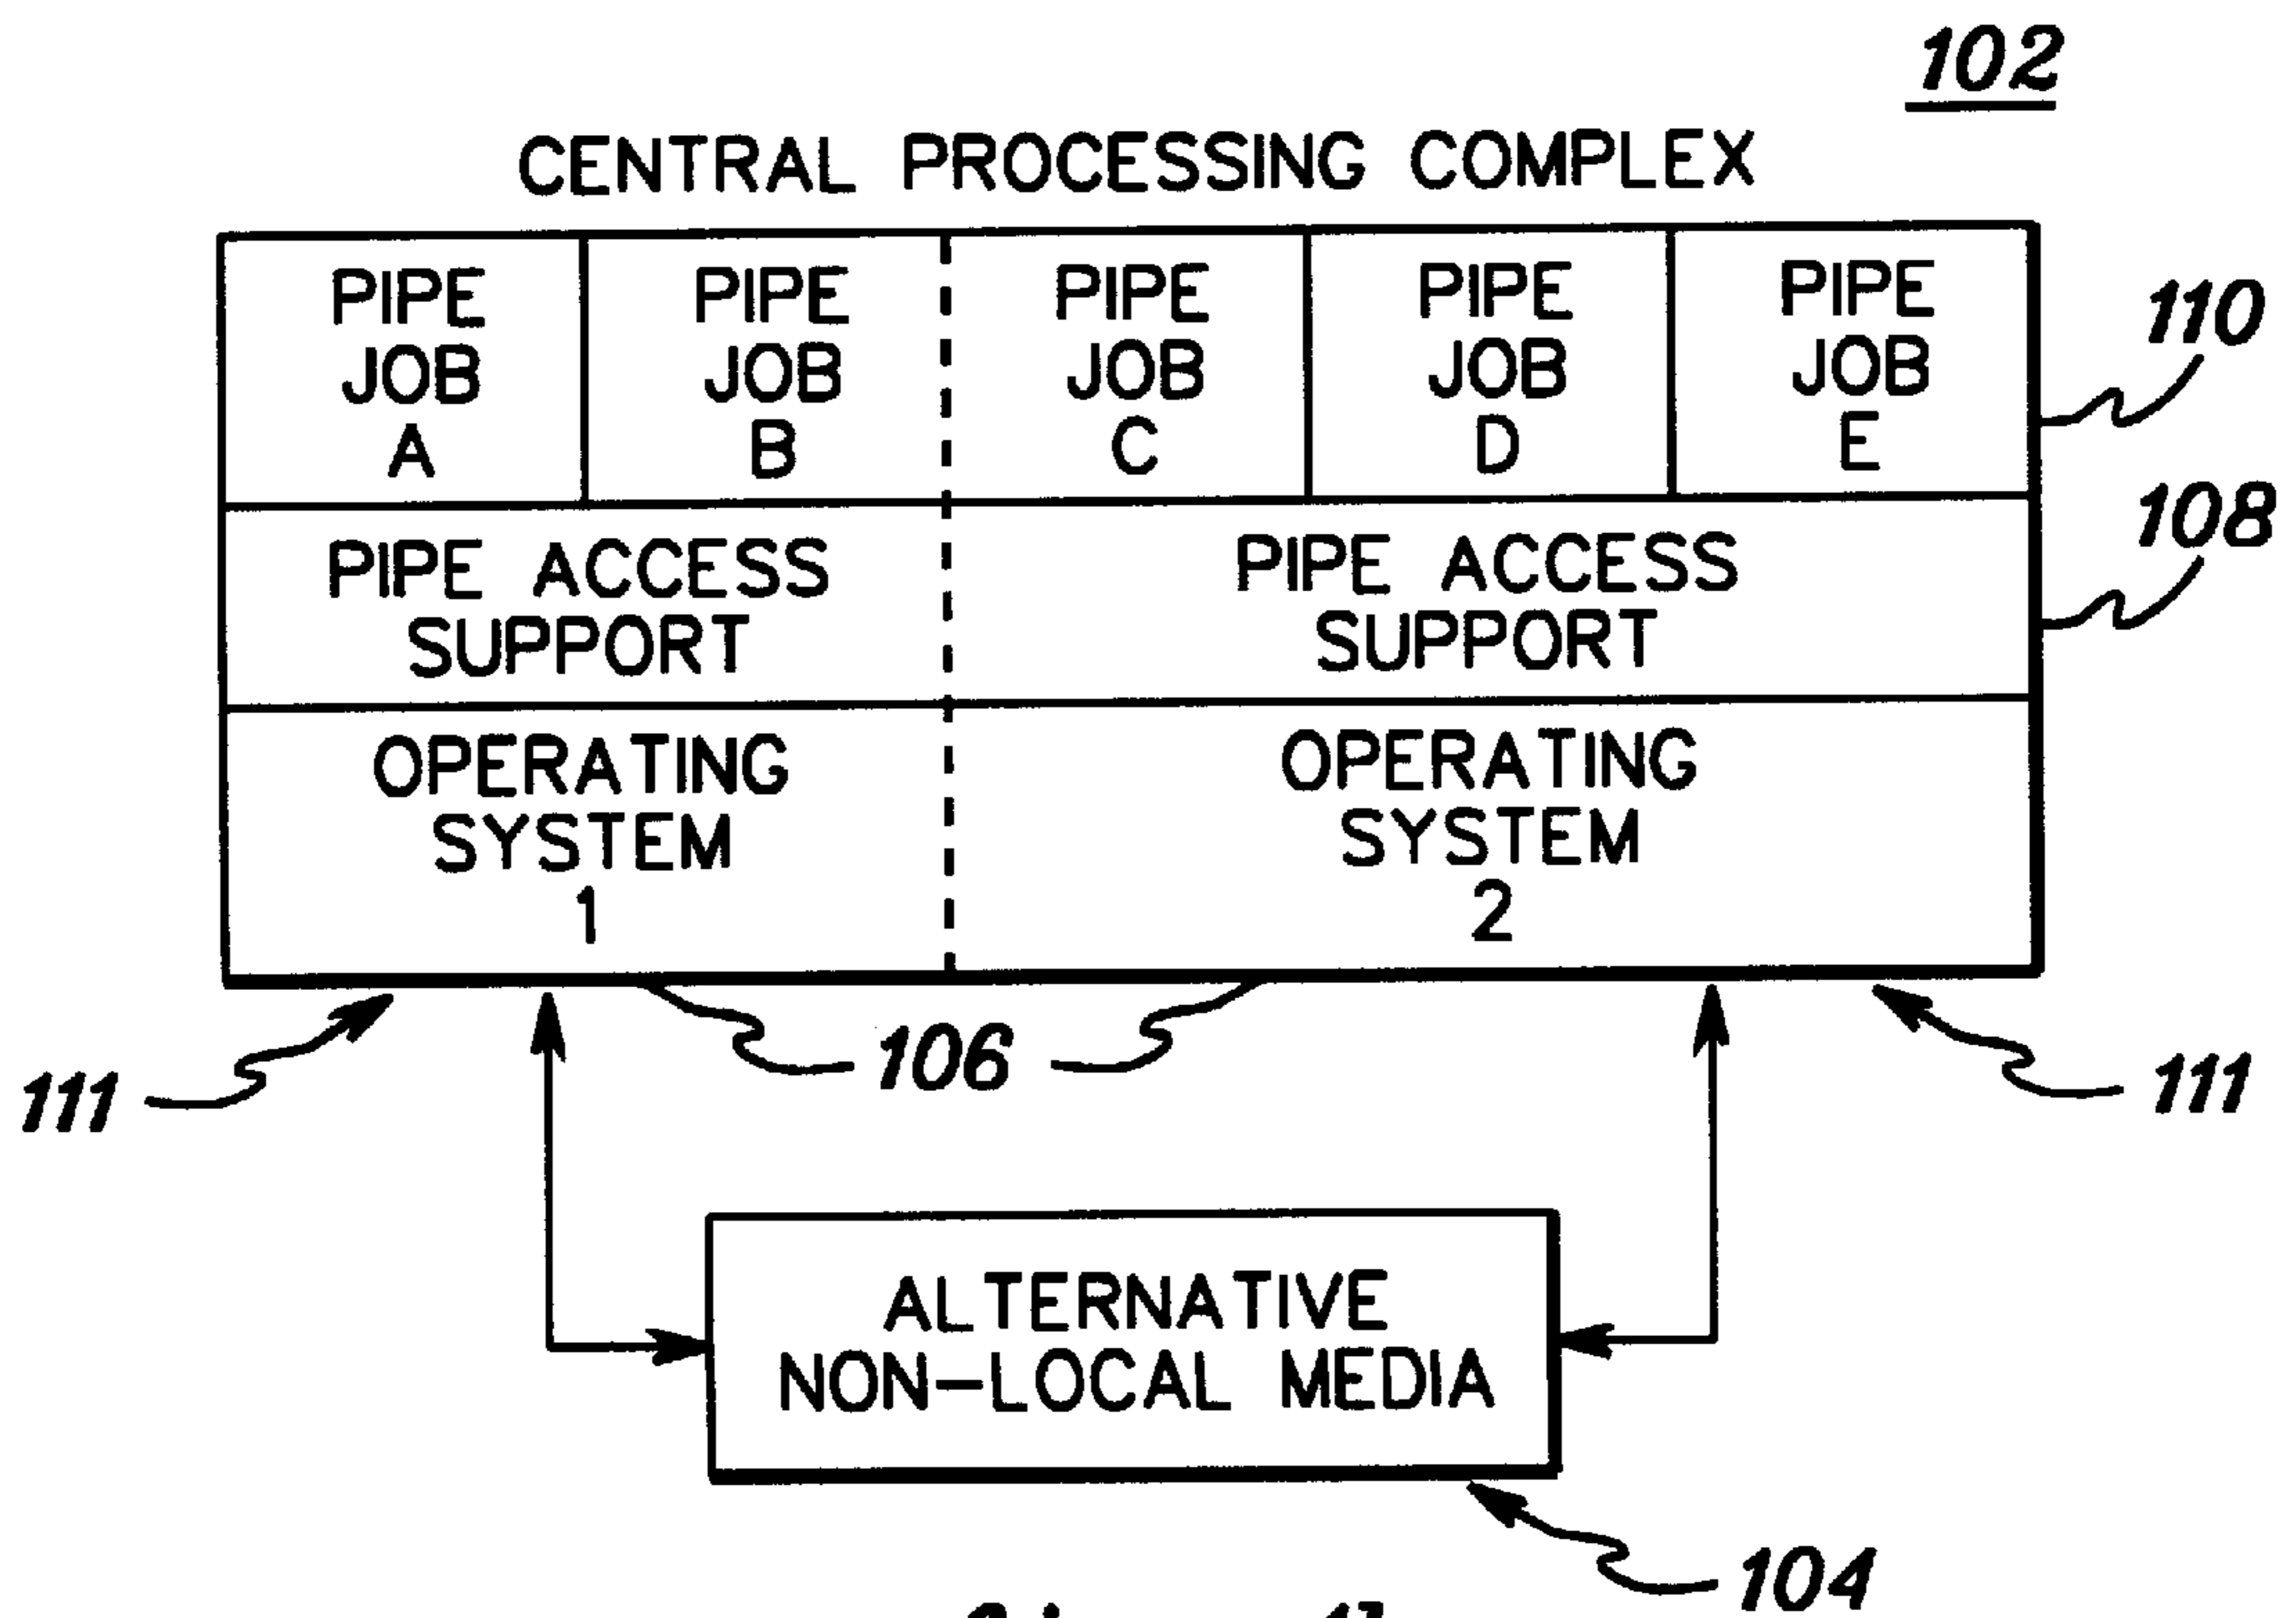 102
CENTRAL PROCESSING COMPLEX
PIPE
JOB
A
PIPE
JOB
B
PIPE
JOB
C
PIPE
JOB
D
PIPE
JOB
E
110
108
PIPE ACCESS
SUPPORT
PIPE ACCESS
SUPPORT
OPERATING
SYSTEM
1
OPERATING
SYSTEM
2
111
106
111
ALTERNATIVE
NON-LOCAL MEDIA
104